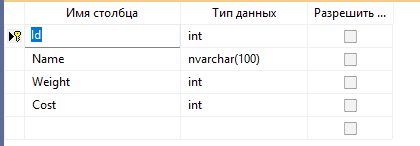 Имя столбца Тип данных Разрешить ...
Id int
Name nvarchar(100)
Weight int
Cost int